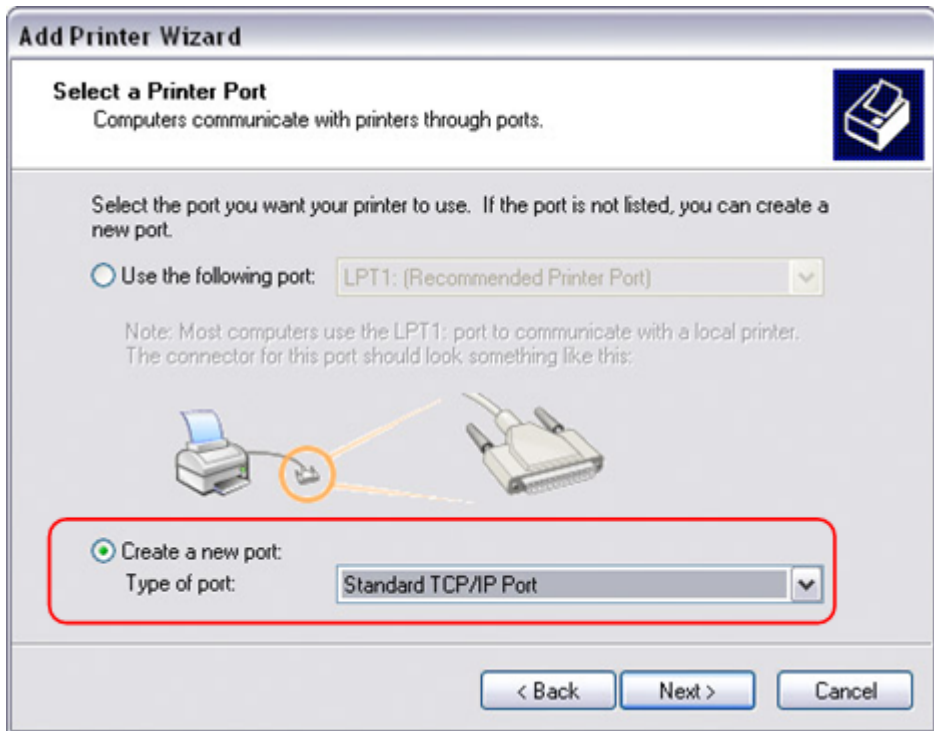 Add Printer Wizard
Select a Printer Port
Computers communicate with printers through ports.
Select the port you want your printer to use.  If the port is not listed, you can create a
new port.
Use the following port:
LPT1: (Recommended Printer Port)
Note: Most computers use the LPT1: port to communicate with a local printer.
The connector for this port should look something like this:
Create a new port:
Type of port:
Standard TCP/IP Port
< Back
Next >
Cancel